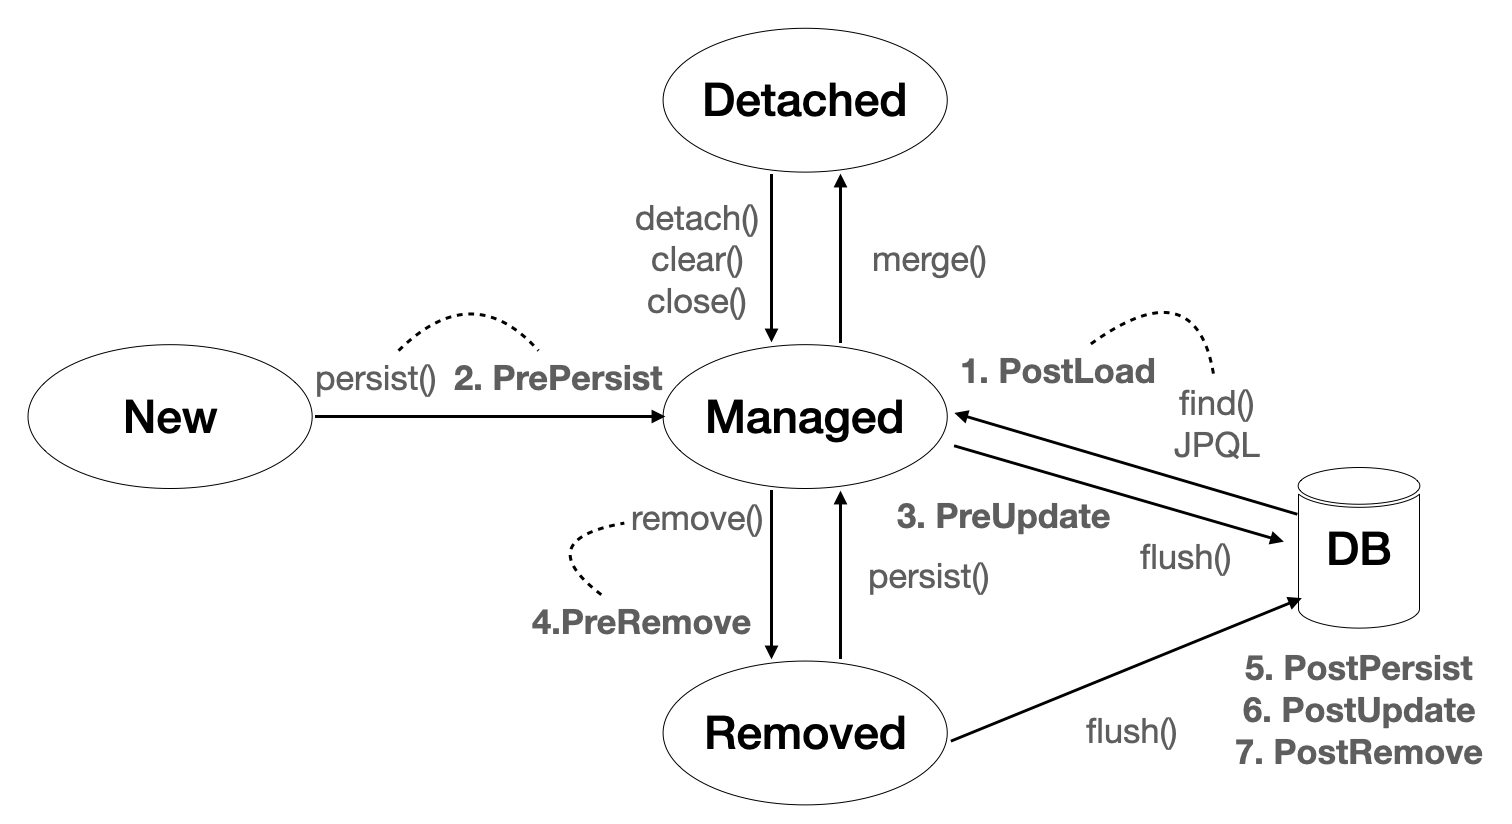 Detached
detach()
clear()
close()
merge()
persist() 2. PrePersist
1. PostLoad
find()
JPQL
New
Managed
remove()
3. PreUpdate
flush()
DB
persist()
4.PreRemove
Removed
flush()
5. PostPersist
6. PostUpdate
7. PostRemove